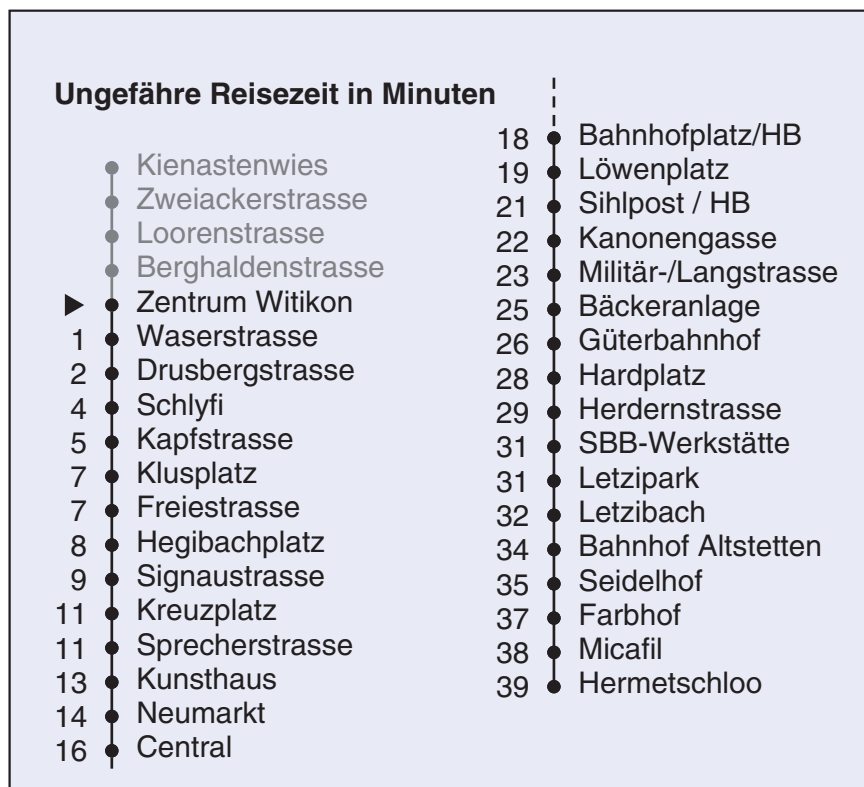 Ungefähre Reisezeit in Minuten
Kienastenwies
Zweiackerstrasse
Loorenstrasse
Berghaldenstrasse
Zentrum Witikon
1 Waserstrasse
2 Drusbergstrasse
4 Schlyfi
5 Kapfstrasse
7 Klusplatz
7 Freiestrasse
8 Hegibachplatz
9 Signaustrasse
11 Kreuzplatz
11 Sprecherstrasse
13 Kunsthaus
14 Neumarkt
16 Central
18 Bahnhofplatz/HB
19 Löwenplatz
21 Sihlpost / HB
22 Kanonengasse
23 Militär-/Langstrasse
25 Bäckeranlage
26 Güterbahnhof
28 Hardplatz
29 Herdernstrasse
31 SBB-Werkstätte
31 Letzipark
32 Letzibach
34 Bahnhof Altstetten
35 Seidelhof
37 Farbhof
38 Micafil
39 Hermetschloo